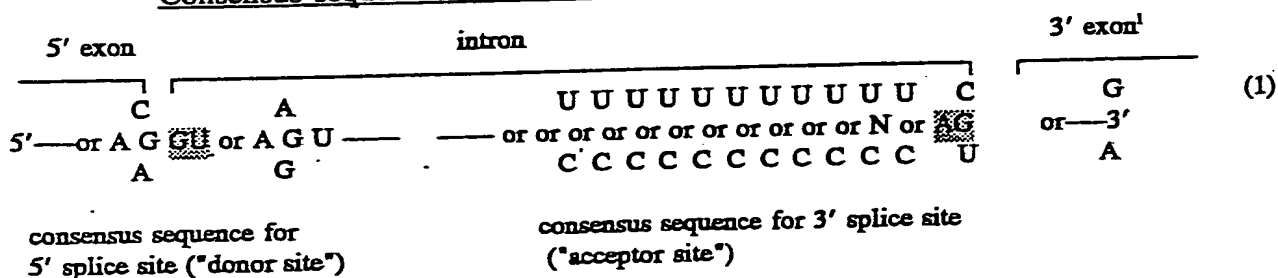 Consensus
5' exon intron 3' exon¹
C A U U U U U U U U U U U C G (1)
5'—or A G GU or A G U — — or or or or or or or or or or or N or AG or—3'
A G C C C C C C C C C C C U A
consensus sequence for consensus sequence for 3' splice site
5' splice site ("donor site") ("acceptor site")